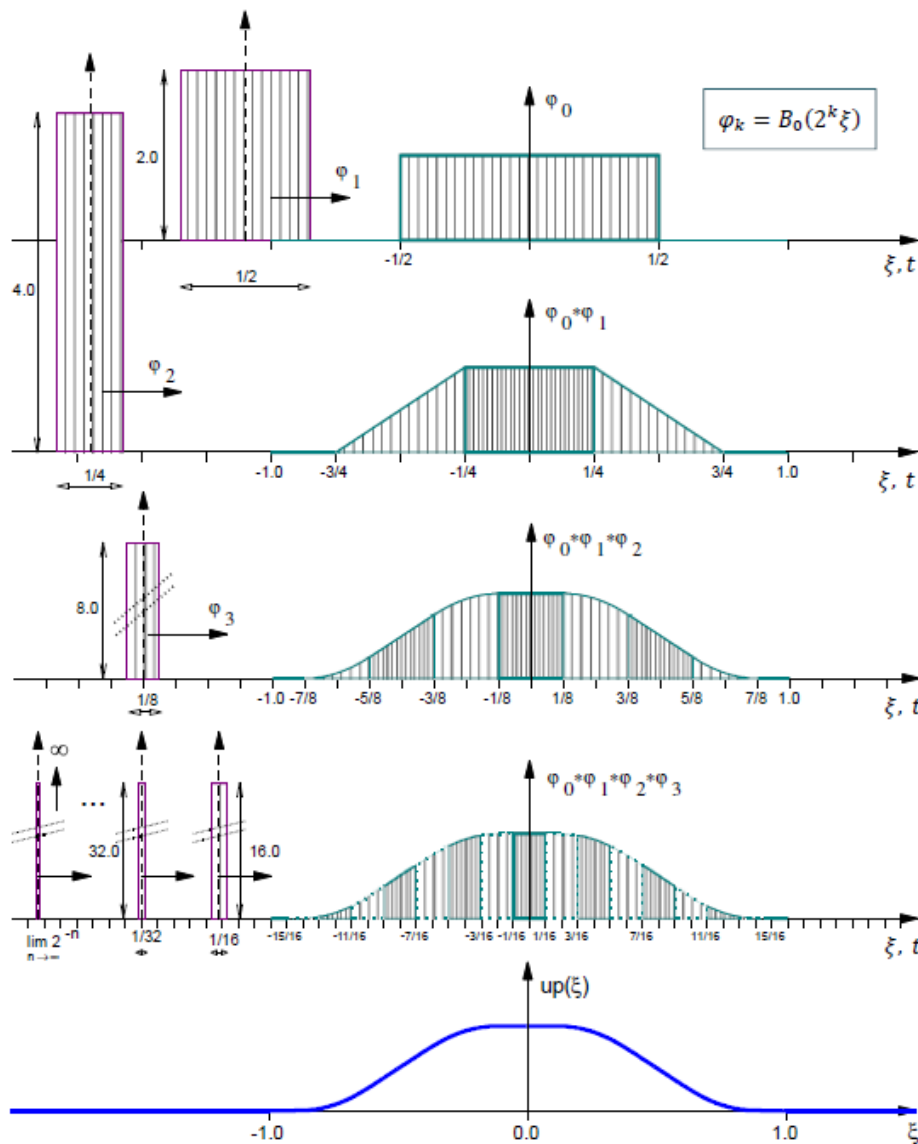 φ₀
φₖ = B₀(2ᵏξ)
2.0
φ₁
-1/2 1/2
ξ, t
1/2
4.0
φ₀*φ₁
φ₂
-1.0 -3/4 -1/4 1/4 3/4 1.0
1/4
ξ, t
φ₀*φ₁*φ₂
8.0
φ₃
-1.0 -7/8 -5/8 -3/8 -1/8 1/8 3/8 5/8 7/8 1.0
1/8
ξ, t
∞
...
φ₀*φ₁*φ₂*φ₃
32.0 16.0
lim 2⁻ⁿ 1/32 1/16 -15/16 -11/16 -7/16 -3/16 -1/16 1/16 3/16 7/16 11/16 15/16
n→∞
ξ, t
up(ξ)
-1.0 0.0 1.0 ξ